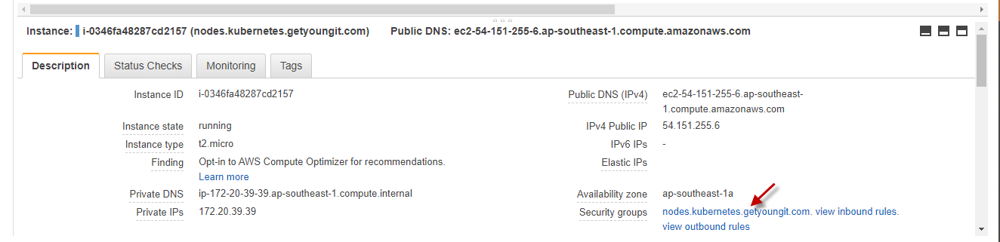 Instance: i-0346fa48287cd2157 (nodes.kubernetes.getyoungit.com) Public DNS: ec2-54-151-255-6.ap-southeast-1.compute.amazonaws.com
Description Status Checks Monitoring Tags
Instance ID i-0346fa48287cd2157 Public DNS (IPv4) ec2-54-151-255-6.ap-southeast-
1.compute.amazonaws.com
Instance state running IPv4 Public IP 54.151.255.6
Instance type t2.micro IPv6 IPs -
Finding Opt-in to AWS Compute Optimizer for recommendations. Elastic IPs
Learn more
Private DNS ip-172-20-39-39.ap-southeast-1.compute.internal Availability zone ap-southeast-1a
Private IPs 172.20.39.39 Security groups nodes.kubernetes.getyoungit.com. view inbound rules.
view outbound rules